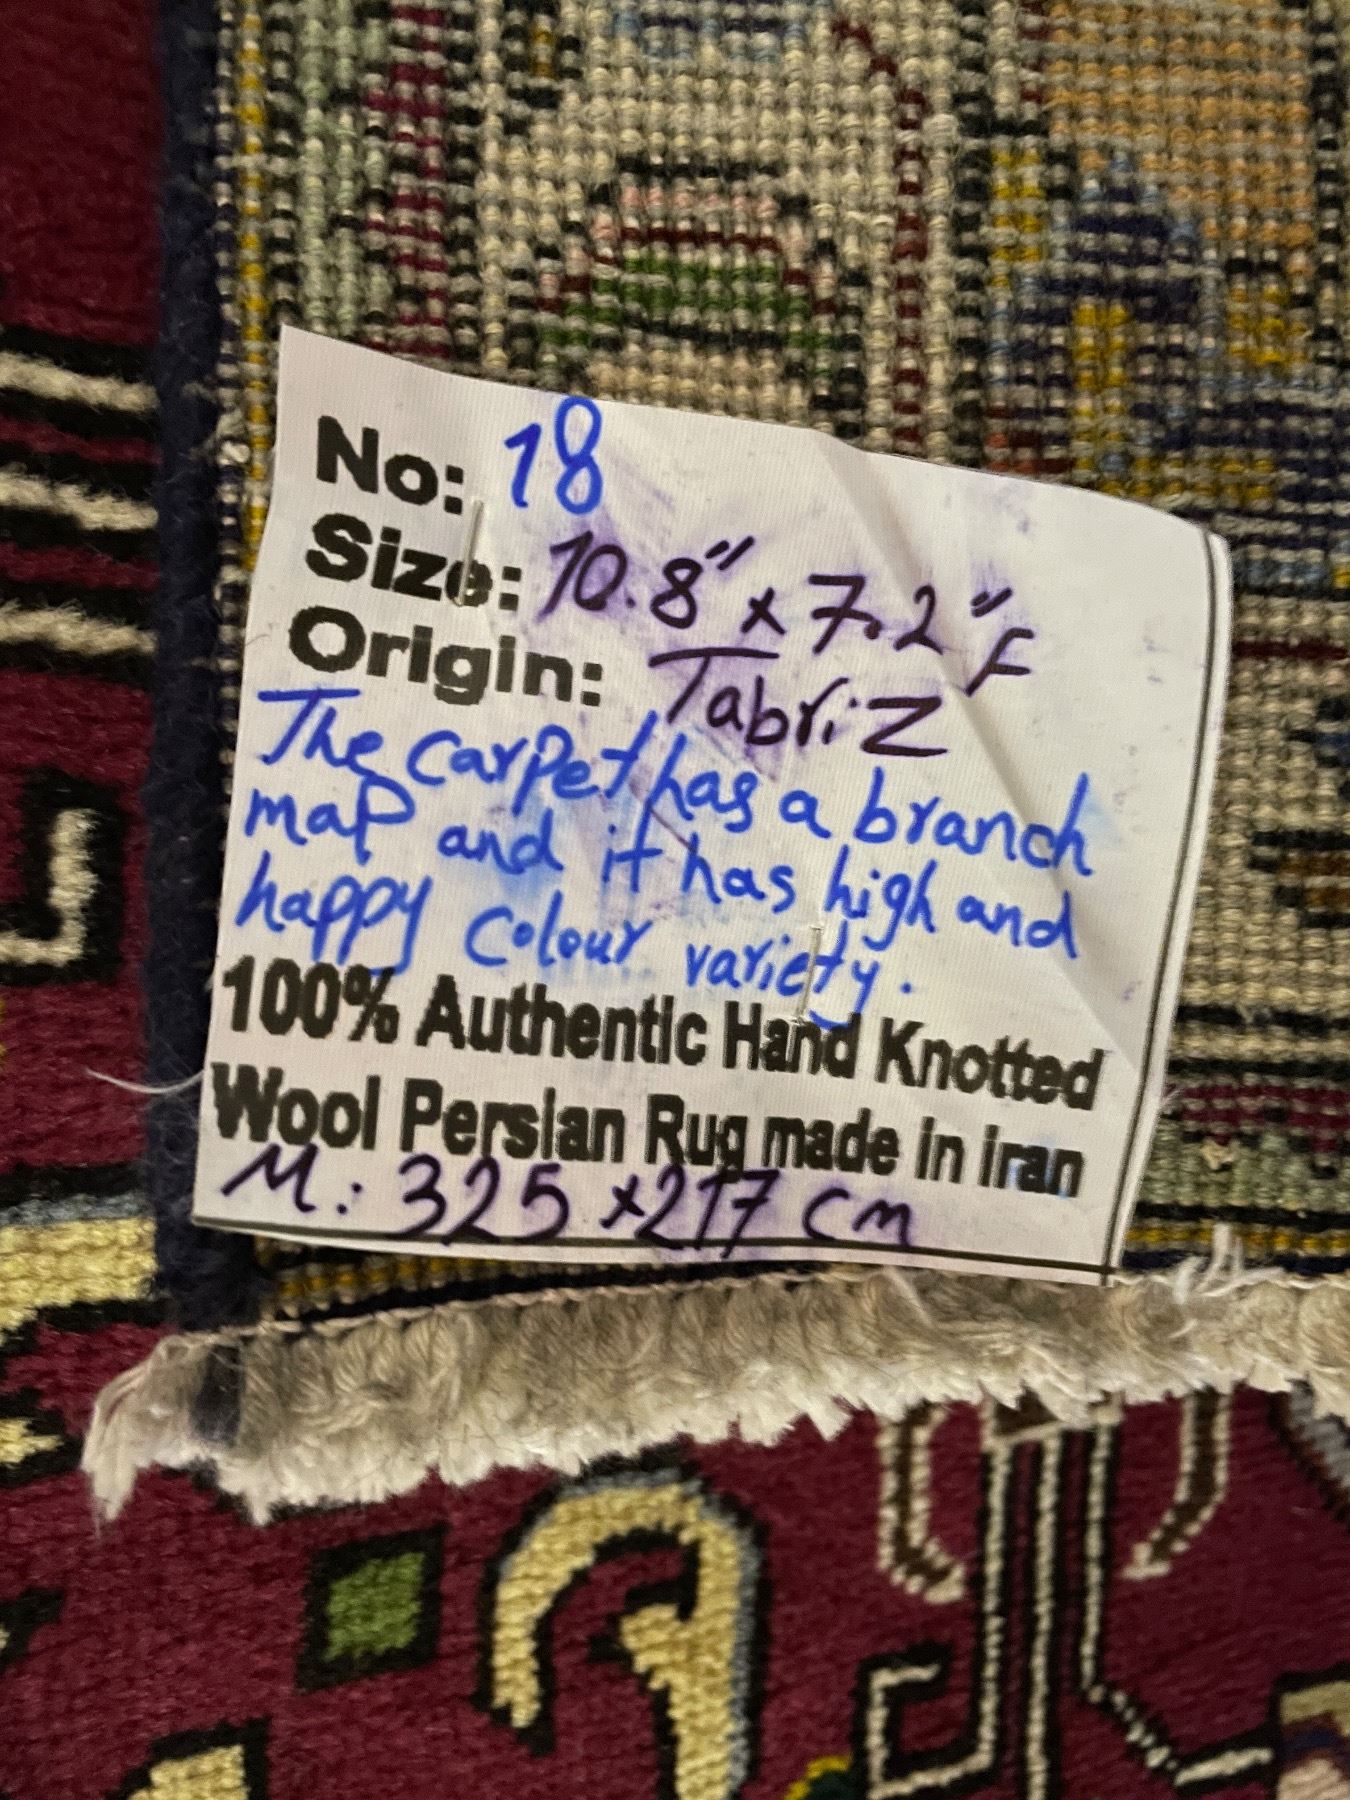 No: 18
Size: 10.8" x 7.2" F
Origin: Tabriz
The carpet has a branch
map and it has high and
happy colour variety.
100% Authentic Hand Knotted
Wool Persian Rug made in iran
M: 325 x 217 cm